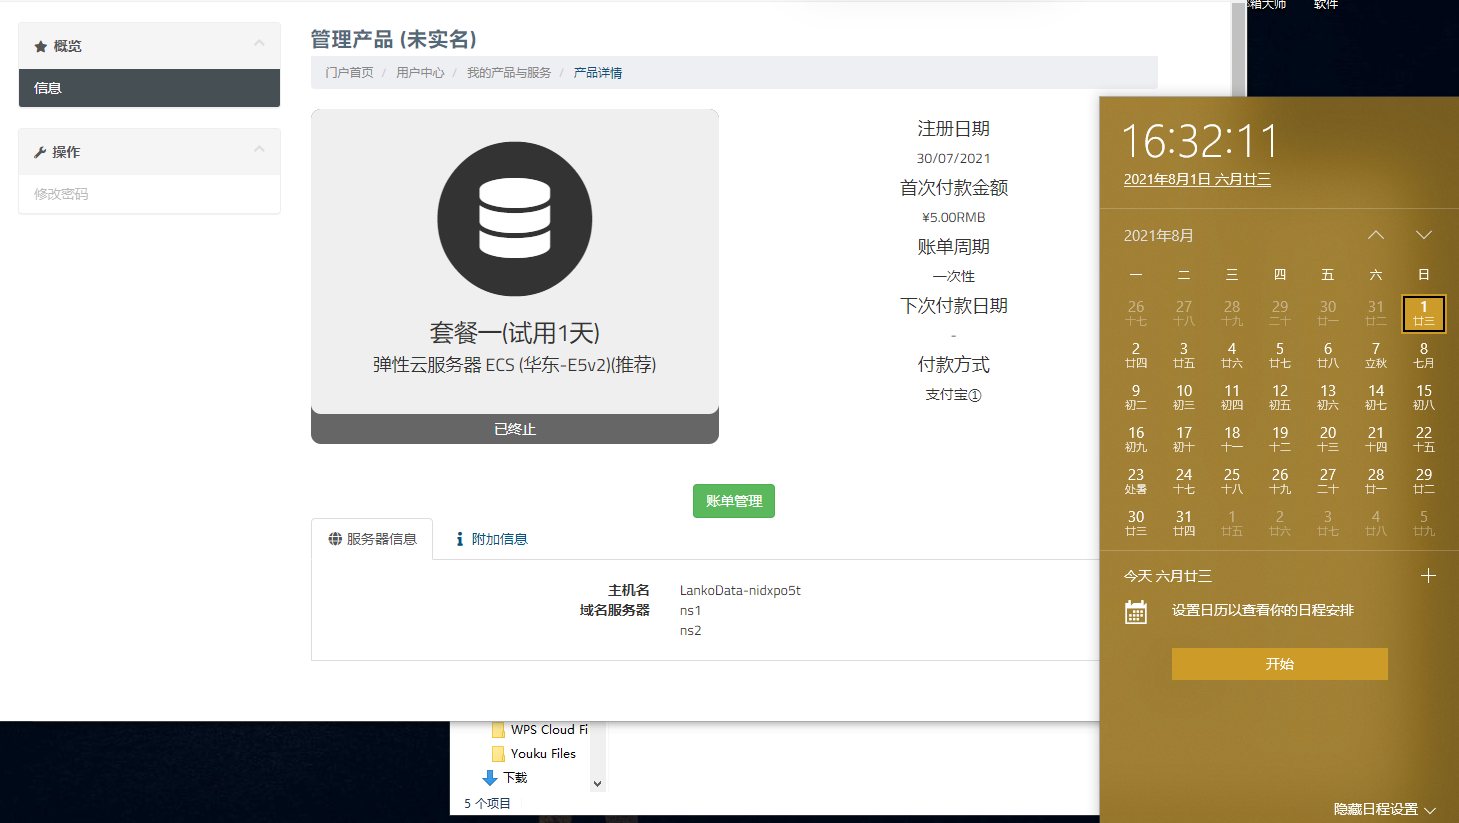 箱大师
软件
概览
信息
操作
修改密码
管理产品 (未实名)
门户首页 / 用户中心 / 我的产品与服务 / 产品详情
套餐一(试用1天)
弹性云服务器 ECS (华东-E5v2)(推荐)
已终止
注册日期
30/07/2021
首次付款金额
¥5.00RMB
账单周期
一次性
下次付款日期
-
付款方式
支付宝①
账单管理
服务器信息
附加信息
主机名 LankoData-nidxpo5t
域名服务器 ns1
ns2
WPS Cloud Fi
Youku Files
下载
5 个项目
16:32:11
2021年8月1日 六月廿三
2021年8月
一 二 三 四 五 六 日
26 27 28 29 30 31 1
十七 十八 十九 二十 廿一 廿二 廿三
2 3 4 5 6 7 8
廿四 廿五 廿六 廿七 廿八 立秋 七月
9 10 11 12 13 14 15
初二 初三 初四 初五 初六 初七 初八
16 17 18 19 20 21 22
初九 初十 十一 十二 十三 十四 十五
23 24 25 26 27 28 29
处暑 十七 十八 十九 二十 廿一 廿二
30 31 1 2 3 4 5
廿三 廿四 廿五 廿六 廿七 廿八 廿九
今天 六月廿三
设置日历以查看你的日程安排
开始
隐藏日程设置